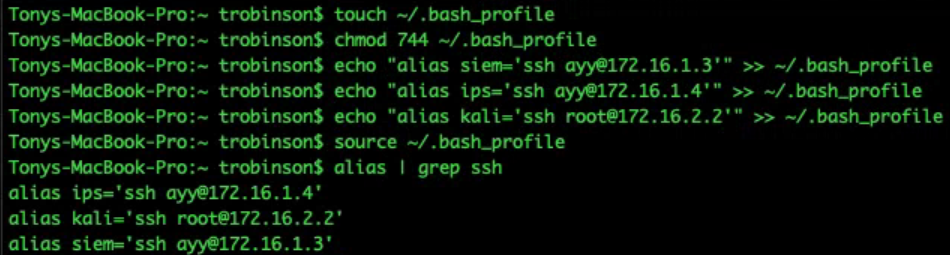 Tonys-MacBook-Pro:~ trobinson$ touch ~/.bash_profile
Tonys-MacBook-Pro:~ trobinson$ chmod 744 ~/.bash_profile
Tonys-MacBook-Pro:~ trobinson$ echo "alias siem='ssh ayy@172.16.1.3'" >> ~/.bash_profile
Tonys-MacBook-Pro:~ trobinson$ echo "alias ips='ssh ayy@172.16.1.4'" >> ~/.bash_profile
Tonys-MacBook-Pro:~ trobinson$ echo "alias kali='ssh root@172.16.2.2'" >> ~/.bash_profile
Tonys-MacBook-Pro:~ trobinson$ source ~/.bash_profile
Tonys-MacBook-Pro:~ trobinson$ alias | grep ssh
alias ips='ssh ayy@172.16.1.4'
alias kali='ssh root@172.16.2.2'
alias siem='ssh ayy@172.16.1.3'